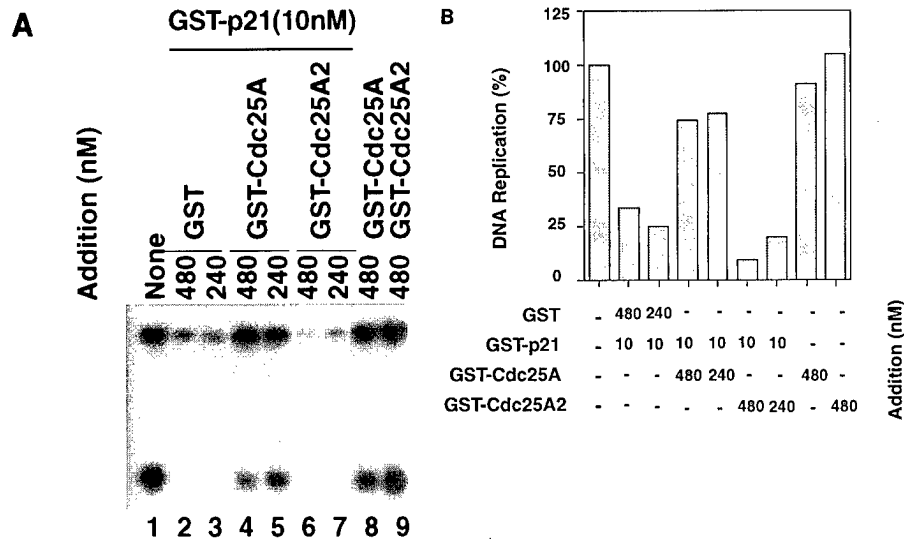 A
GST-p21(10nM)
Addition (nM)
None
GST
GST-Cdc25A
GST-Cdc25A2
GST-Cdc25A
GST-Cdc25A2
480
240
480
240
480
240
480
480
1 2 3 4 5 6 7 8 9
B
DNA Replication (%)
125
100
75
50
25
0
GST - 480 240 - - - - - -
GST-p21 - 10 10 10 10 10 10 - -
GST-Cdc25A - - - 480 240 - - 480 -
GST-Cdc25A2 - - - - - 480 240 - 480
Addition (nM)